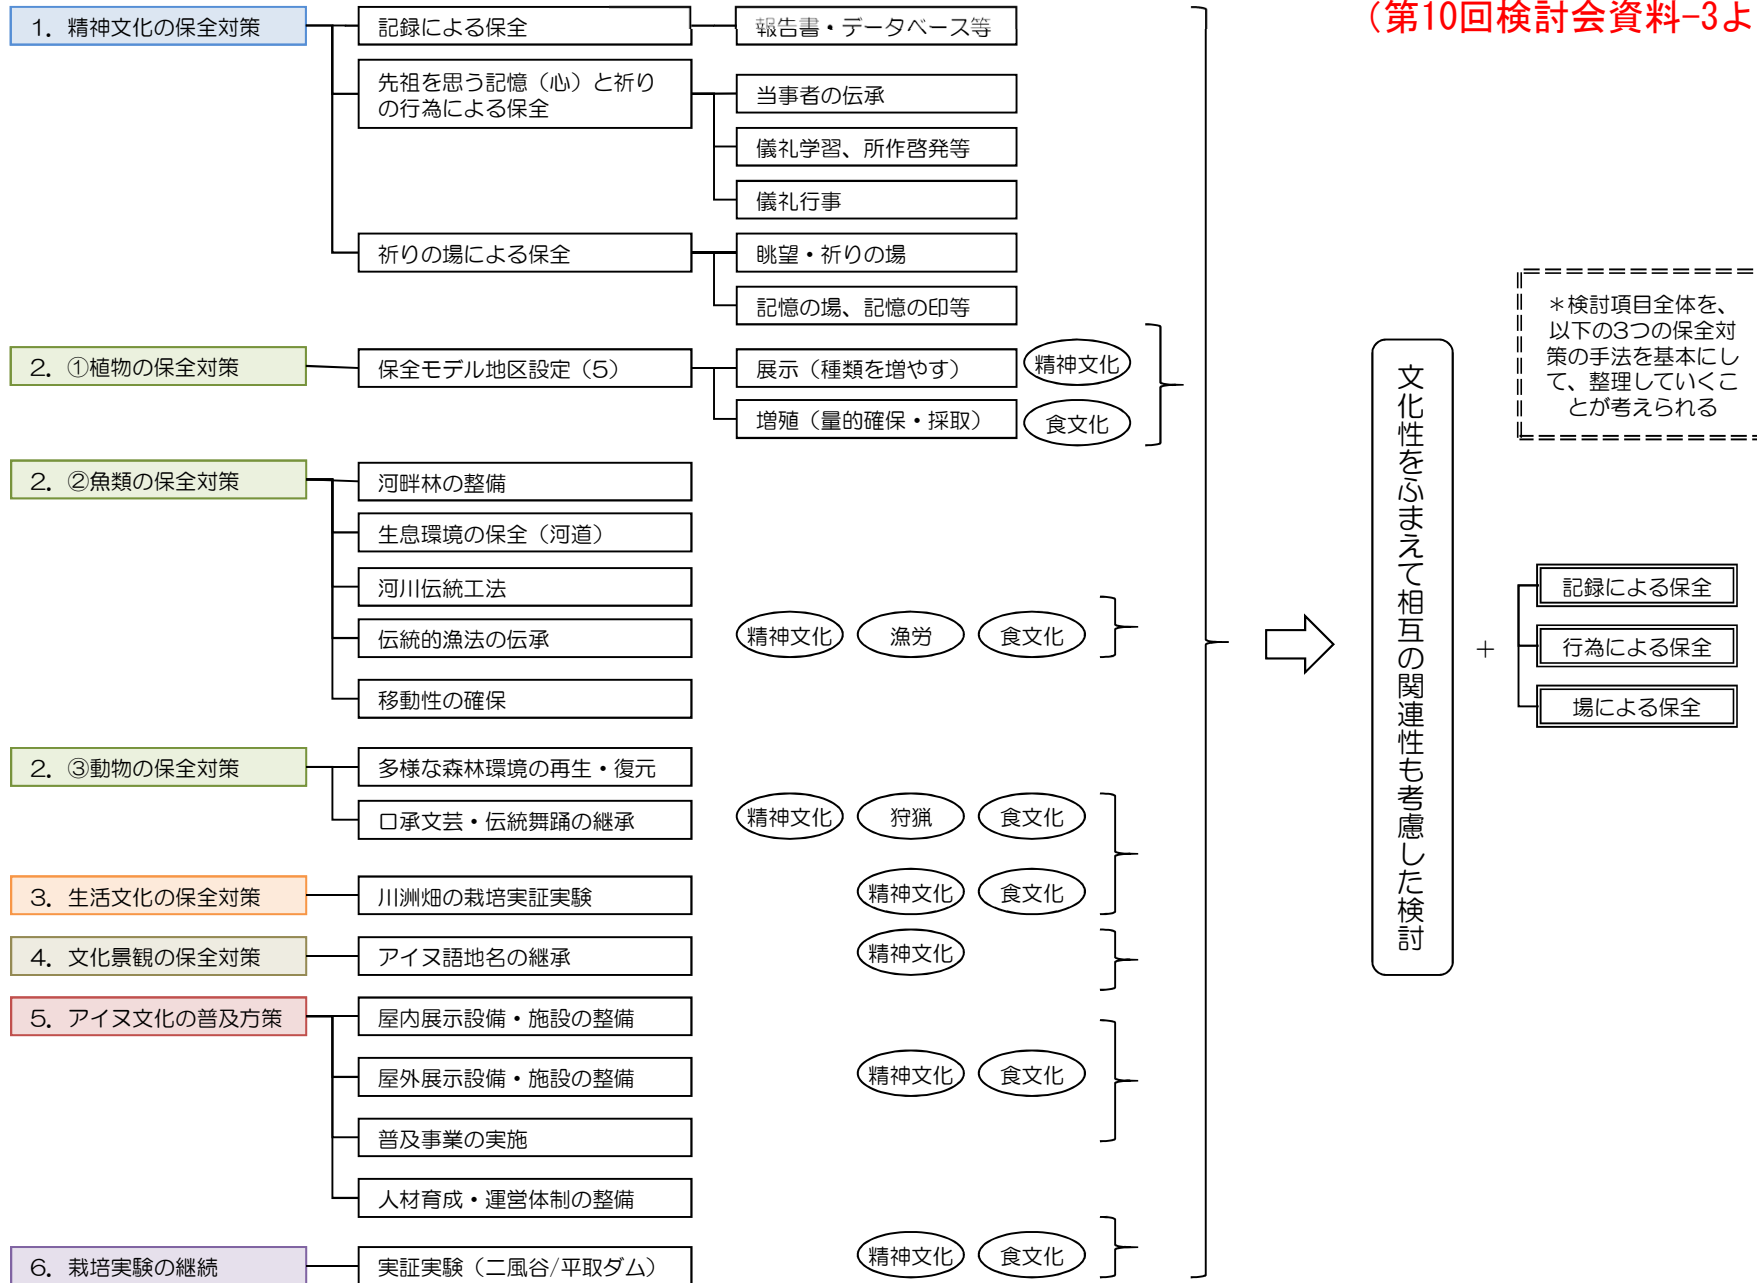 （第10回検討会資料-3よ
1．精神文化の保全対策
記録による保全
報告書・データベース等
先祖を思う記憶（心）と祈り
の行為による保全
当事者の伝承
儀礼学習、所作啓発等
儀礼行事
祈りの場による保全
眺望・祈りの場
記憶の場、記憶の印等
2．①植物の保全対策
保全モデル地区設定（5）
展示（種類を増やす）
精神文化
増殖（量的確保・採取）
食文化
2．②魚類の保全対策
河畔林の整備
生息環境の保全（河道）
河川伝統工法
伝統的漁法の伝承
精神文化
漁労
食文化
移動性の確保
2．③動物の保全対策
多様な森林環境の再生・復元
口承文芸・伝統舞踊の継承
精神文化
狩猟
食文化
3．生活文化の保全対策
川洲畑の栽培実証実験
精神文化
食文化
4．文化景観の保全対策
アイヌ語地名の継承
精神文化
5．アイヌ文化の普及方策
屋内展示設備・施設の整備
屋外展示設備・施設の整備
精神文化
食文化
普及事業の実施
人材育成・運営体制の整備
6．栽培実験の継続
実証実験（二風谷/平取ダム）
精神文化
食文化
文化性をふまえて相互の関連性も考慮した検討
＊検討項目全体を、
以下の3つの保全対
策の手法を基本にし
て、整理していくこ
とが考えられる
＋
記録による保全
行為による保全
場による保全